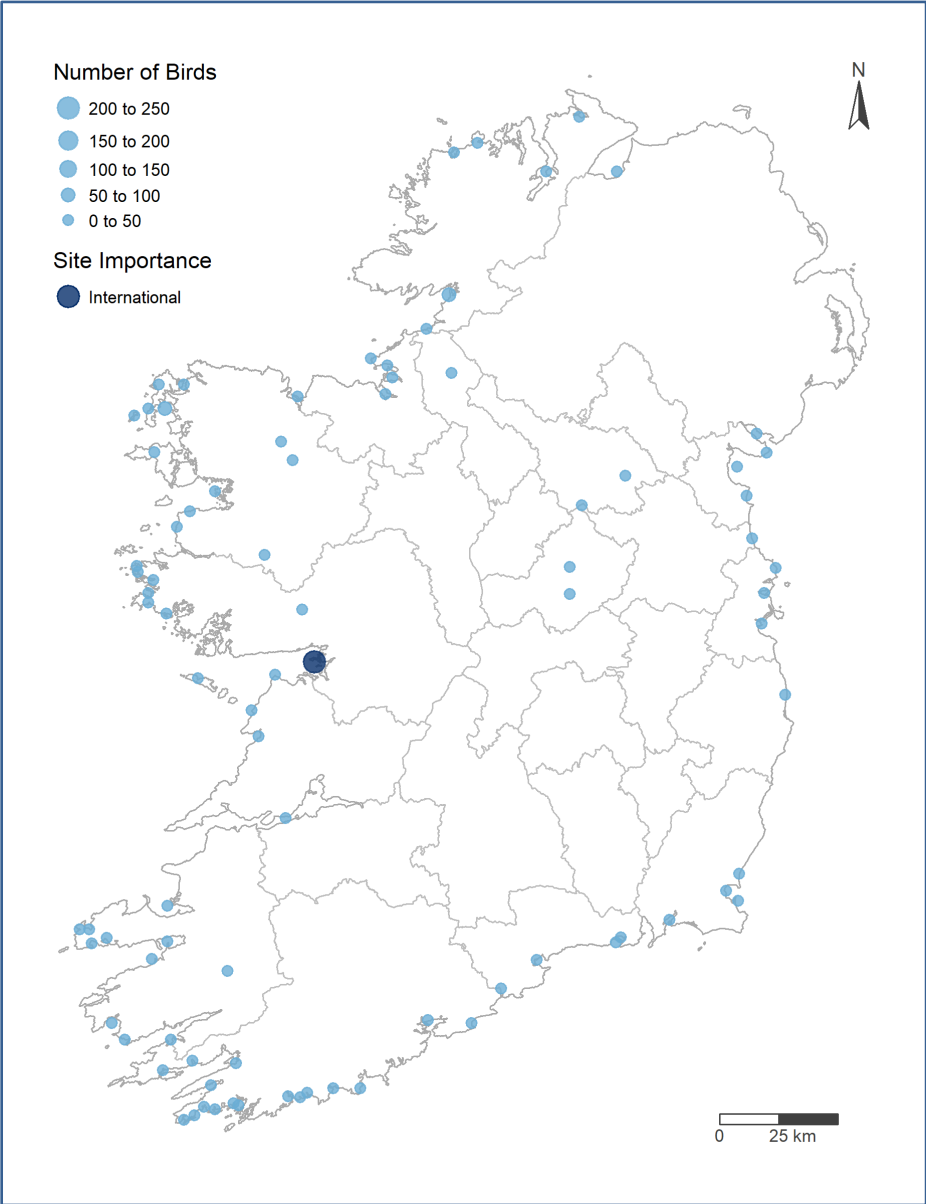 Number of Birds
200 to 250
150 to 200
100 to 150
50 to 100
0 to 50
Site Importance
International
N
0 25 km